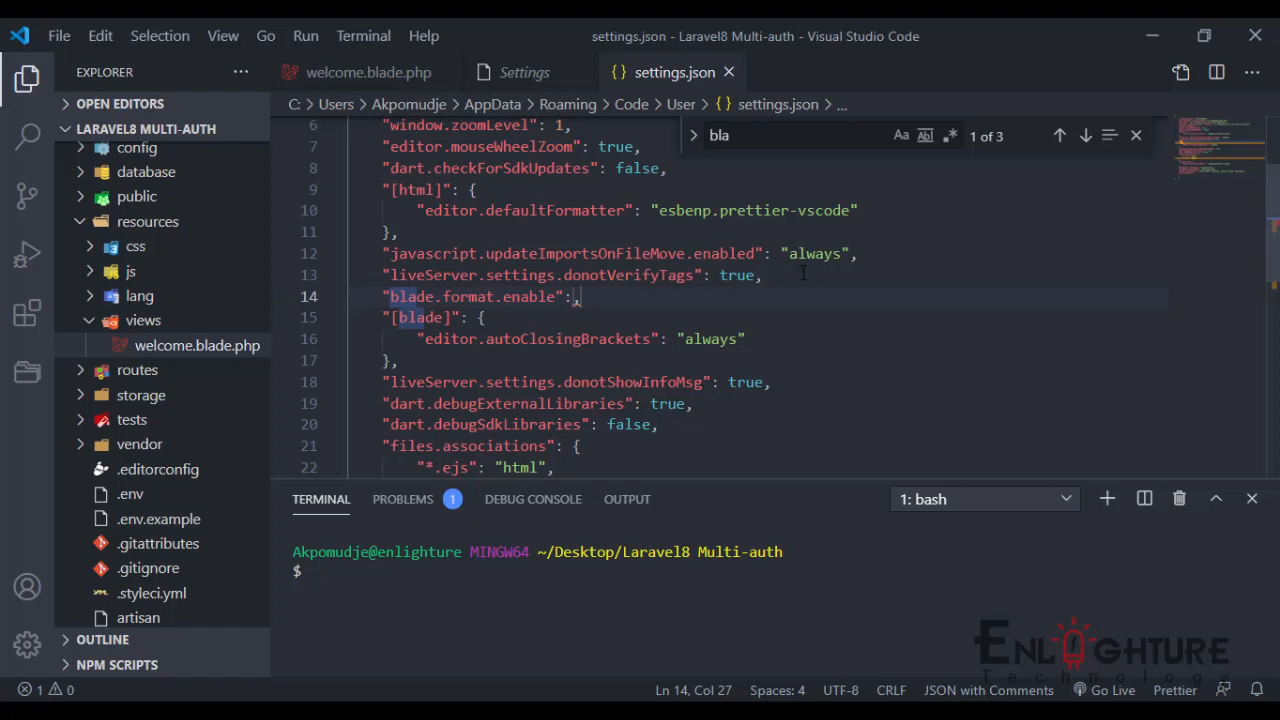 File Edit Selection View Go Run Terminal Help
settings.json - Laravel8 Multi-auth - Visual Studio Code
EXPLORER
OPEN EDITORS
LARAVEL8 MULTI-AUTH
config
database
public
resources
css
js
lang
views
welcome.blade.php
routes
storage
tests
vendor
.editorconfig
.env
.env.example
.gitattributes
.gitignore
.styleci.yml
artisan
OUTLINE
NPM SCRIPTS
welcome.blade.php Settings {} settings.json
C: > Users > Akpomudje > AppData > Roaming > Code > User > {} settings.json > ...
bla Aa ab 1 of 3
6 "window.zoomLevel": 1,
7 "editor.mouseWheelZoom": true,
8 "dart.checkForSdkUpdates": false,
9 "[html]": {
10 "editor.defaultFormatter": "esbenp.prettier-vscode"
11 },
12 "javascript.updateImportsOnFileMove.enabled": "always",
13 "liveServer.settings.donotVerifyTags": true,
14 "blade.format.enable":,
15 "[blade]": {
16 "editor.autoClosingBrackets": "always"
17 },
18 "liveServer.settings.donotShowInfoMsg": true,
19 "dart.debugExternalLibraries": true,
20 "dart.debugSdkLibraries": false,
21 "files.associations": {
22 "*.ejs": "html",
TERMINAL PROBLEMS 1 DEBUG CONSOLE OUTPUT 1: bash
Akpomudje@enlighture MINGW64 ~/Desktop/Laravel8 Multi-auth
$
ENLIGHTURE
Technology
1 0 Ln 14, Col 27 Spaces: 4 UTF-8 CRLF JSON with Comments Go Live Prettier